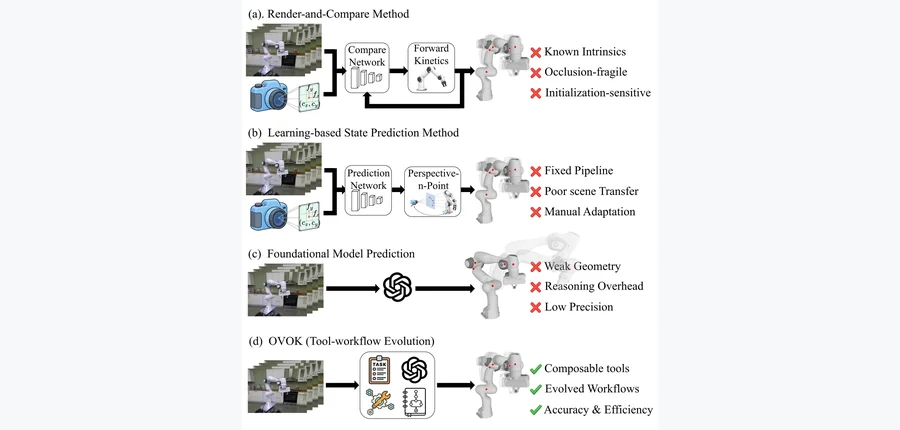 (a). Render-and-Compare Method
Compare
Network
Forward
Kinetics
Known Intrinsics
Occlusion-fragile
Initialization-sensitive
(b) Learning-based State Prediction Method
Prediction
Network
Perspective-
n-Point
Fixed Pipeline
Poor scene Transfer
Manual Adaptation
(c) Foundational Model Prediction
Weak Geometry
Reasoning Overhead
Low Precision
(d) OVOK (Tool-workflow Evolution)
TASK
Composable tools
Evolved Workflows
Accuracy & Efficiency